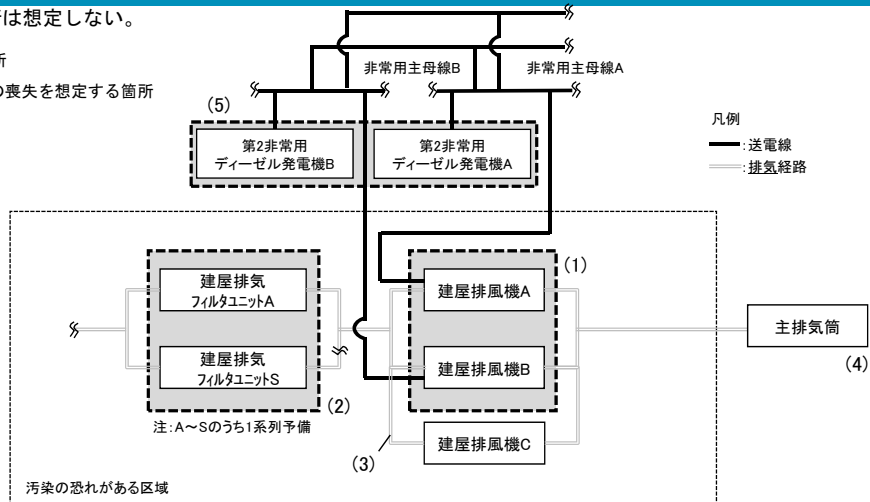 は想定しない。
所
の喪失を想定する箇所
非常用主母線B
非常用主母線A
(5)
第2非常用
ディーゼル発電機B
第2非常用
ディーゼル発電機A
凡例
:送電線
:排気経路
(1)
建屋排気
フィルタユニットA
建屋排風機A
主排気筒
(4)
建屋排気
フィルタユニットS
建屋排風機B
(2)
注:A～Sのうち1系列予備
(3)
建屋排風機C
汚染の恐れがある区域